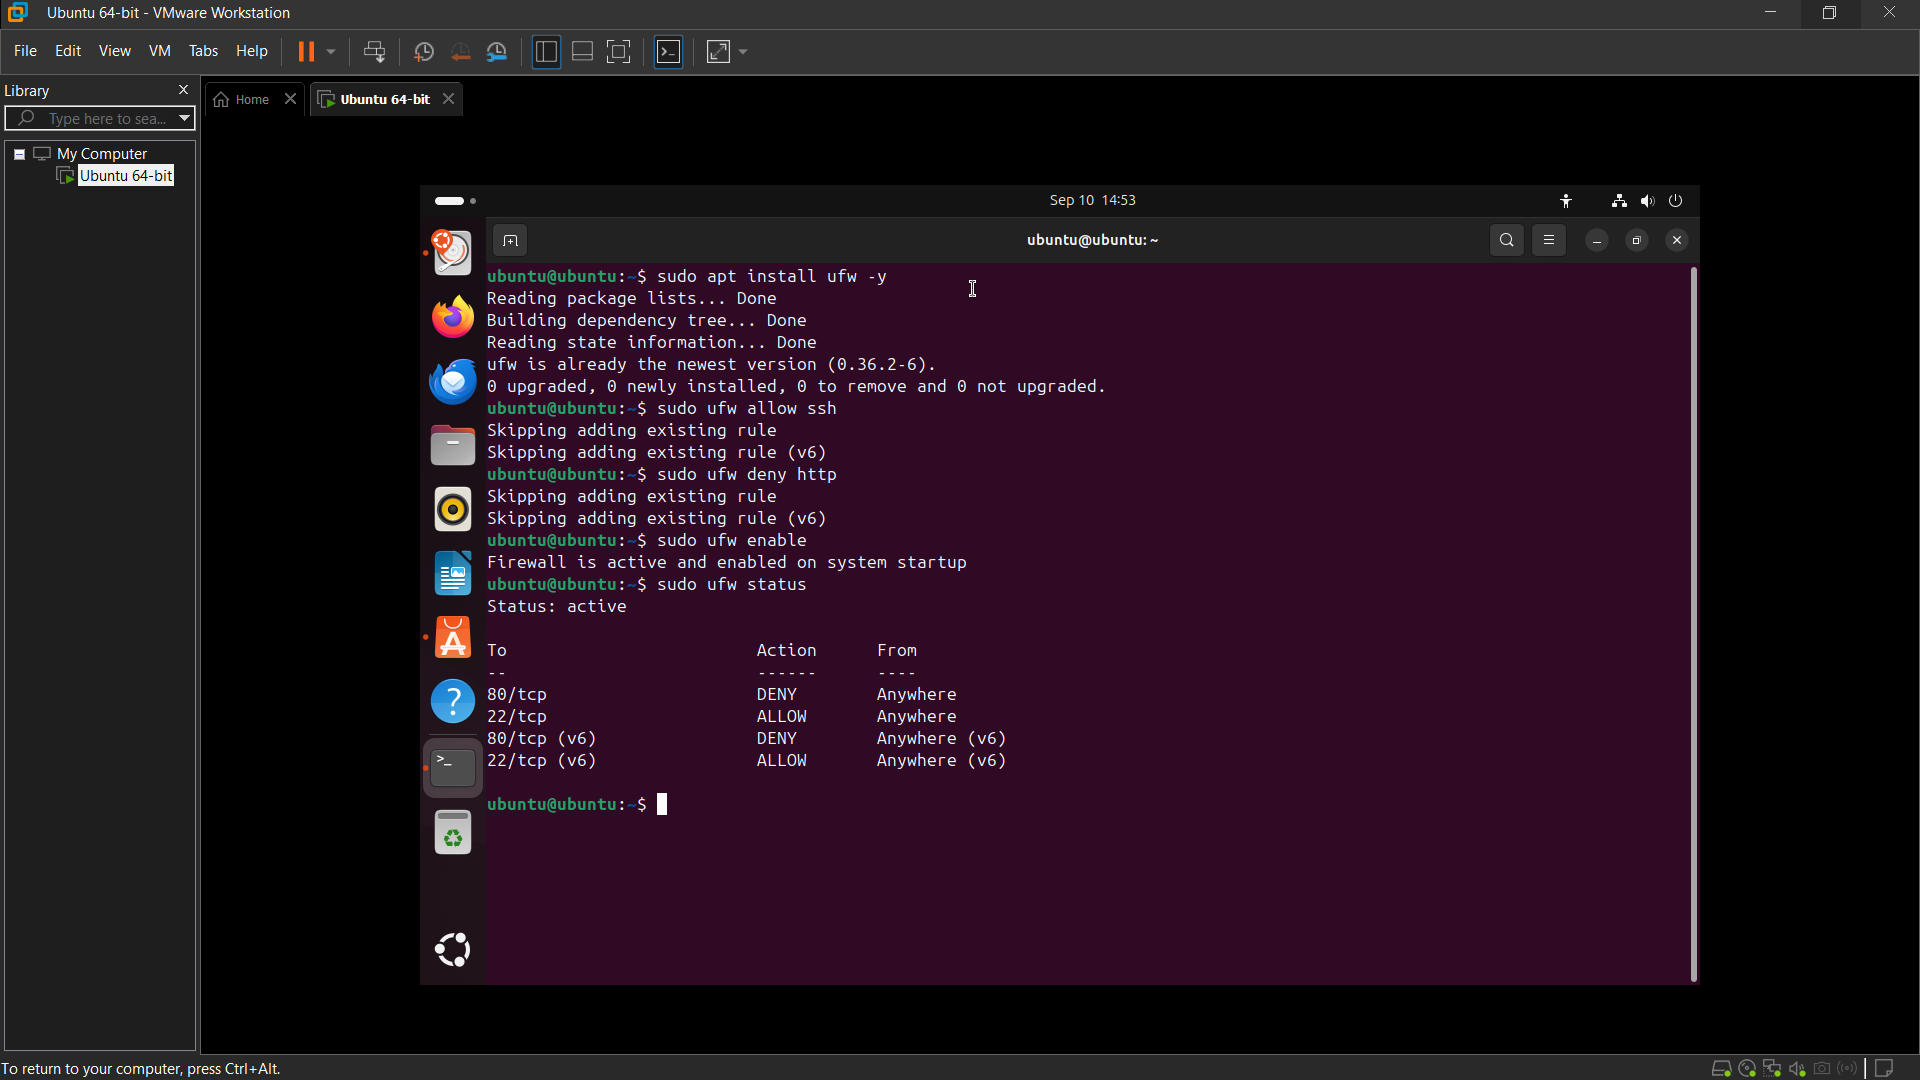 Ubuntu 64-bit - VMware Workstation
File Edit View VM Tabs Help
Library
Home
Ubuntu 64-bit
Type here to sea...
My Computer
Ubuntu 64-bit
Sep 10 14:53
ubuntu@ubuntu: ~
ubuntu@ubuntu:~$ sudo apt install ufw -y
Reading package lists... Done
Building dependency tree... Done
Reading state information... Done
ufw is already the newest version (0.36.2-6).
0 upgraded, 0 newly installed, 0 to remove and 0 not upgraded.
ubuntu@ubuntu:~$ sudo ufw allow ssh
Skipping adding existing rule
Skipping adding existing rule (v6)
ubuntu@ubuntu:~$ sudo ufw deny http
Skipping adding existing rule
Skipping adding existing rule (v6)
ubuntu@ubuntu:~$ sudo ufw enable
Firewall is active and enabled on system startup
ubuntu@ubuntu:~$ sudo ufw status
Status: active
To Action From
-- ------ ----
80/tcp DENY Anywhere
22/tcp ALLOW Anywhere
80/tcp (v6) DENY Anywhere (v6)
22/tcp (v6) ALLOW Anywhere (v6)
ubuntu@ubuntu:~$
To return to your computer, press Ctrl+Alt.